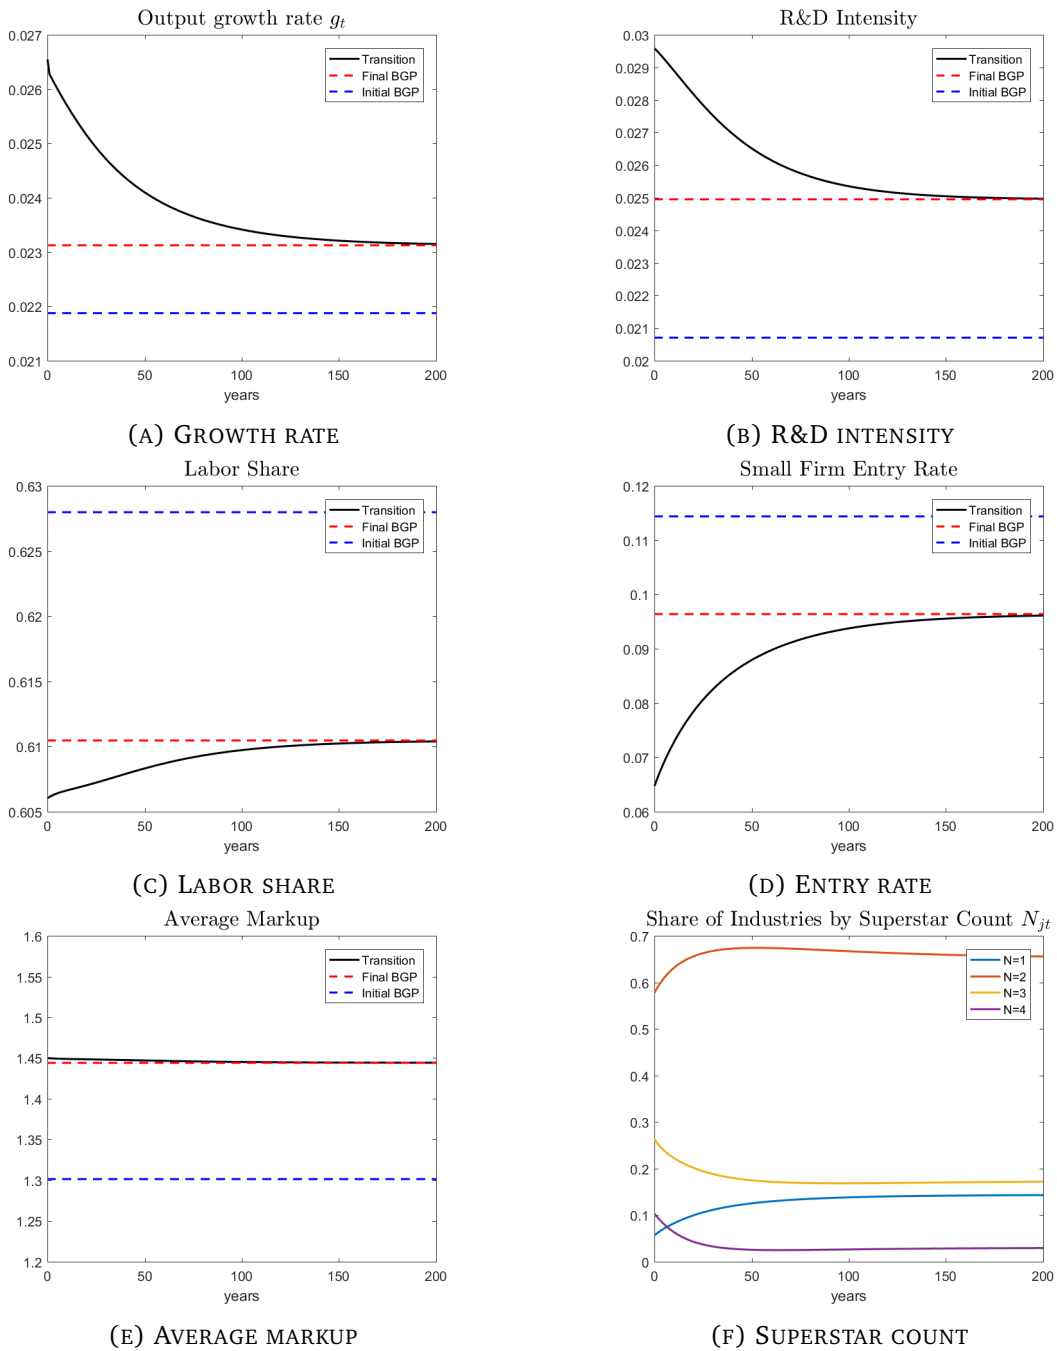 Output growth rate g_t
0.027
0.026
0.025
0.024
0.023
0.022
0.021
0 50 100 150 200
years
Transition
Final BGP
Initial BGP
(A) GROWTH RATE
R&D Intensity
0.03
0.029
0.028
0.027
0.026
0.025
0.024
0.023
0.022
0.021
0.02
0 50 100 150 200
years
Transition
Final BGP
Initial BGP
(B) R&D INTENSITY
Labor Share
0.63
0.625
0.62
0.615
0.61
0.605
0 50 100 150 200
years
Transition
Final BGP
Initial BGP
(C) LABOR SHARE
Small Firm Entry Rate
0.12
0.11
0.1
0.09
0.08
0.07
0.06
0 50 100 150 200
years
Transition
Final BGP
Initial BGP
(D) ENTRY RATE
Average Markup
1.6
1.55
1.5
1.45
1.4
1.35
1.3
1.25
1.2
0 50 100 150 200
years
Transition
Final BGP
Initial BGP
(E) AVERAGE MARKUP
Share of Industries by Superstar Count N_jt
0.7
0.6
0.5
0.4
0.3
0.2
0.1
0
0 50 100 150 200
years
N=1
N=2
N=3
N=4
(F) SUPERSTAR COUNT